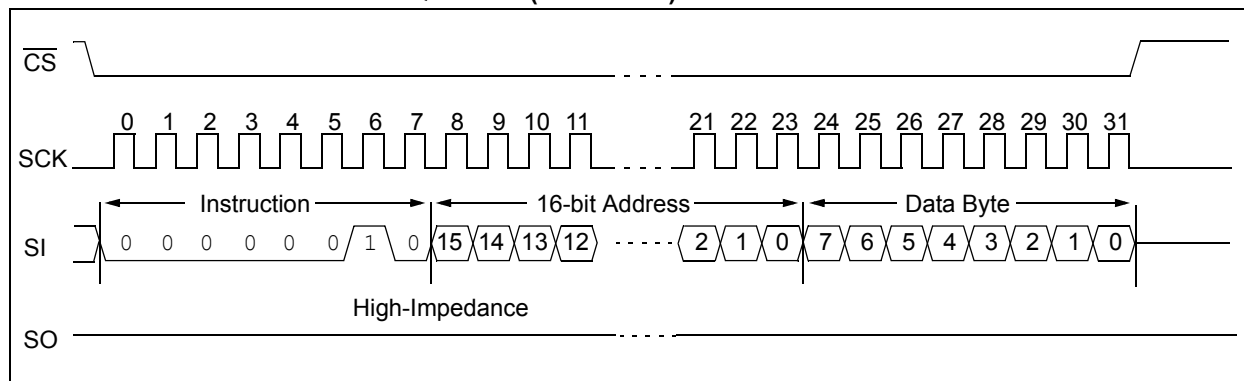 CS
0 1 2 3 4 5 6 7 8 9 10 11 21 22 23 24 25 26 27 28 29 30 31
SCK
Instruction 16-bit Address Data Byte
SI 0 0 0 0 0 0 1 0 15 14 13 12 2 1 0 7 6 5 4 3 2 1 0
High-Impedance
SO